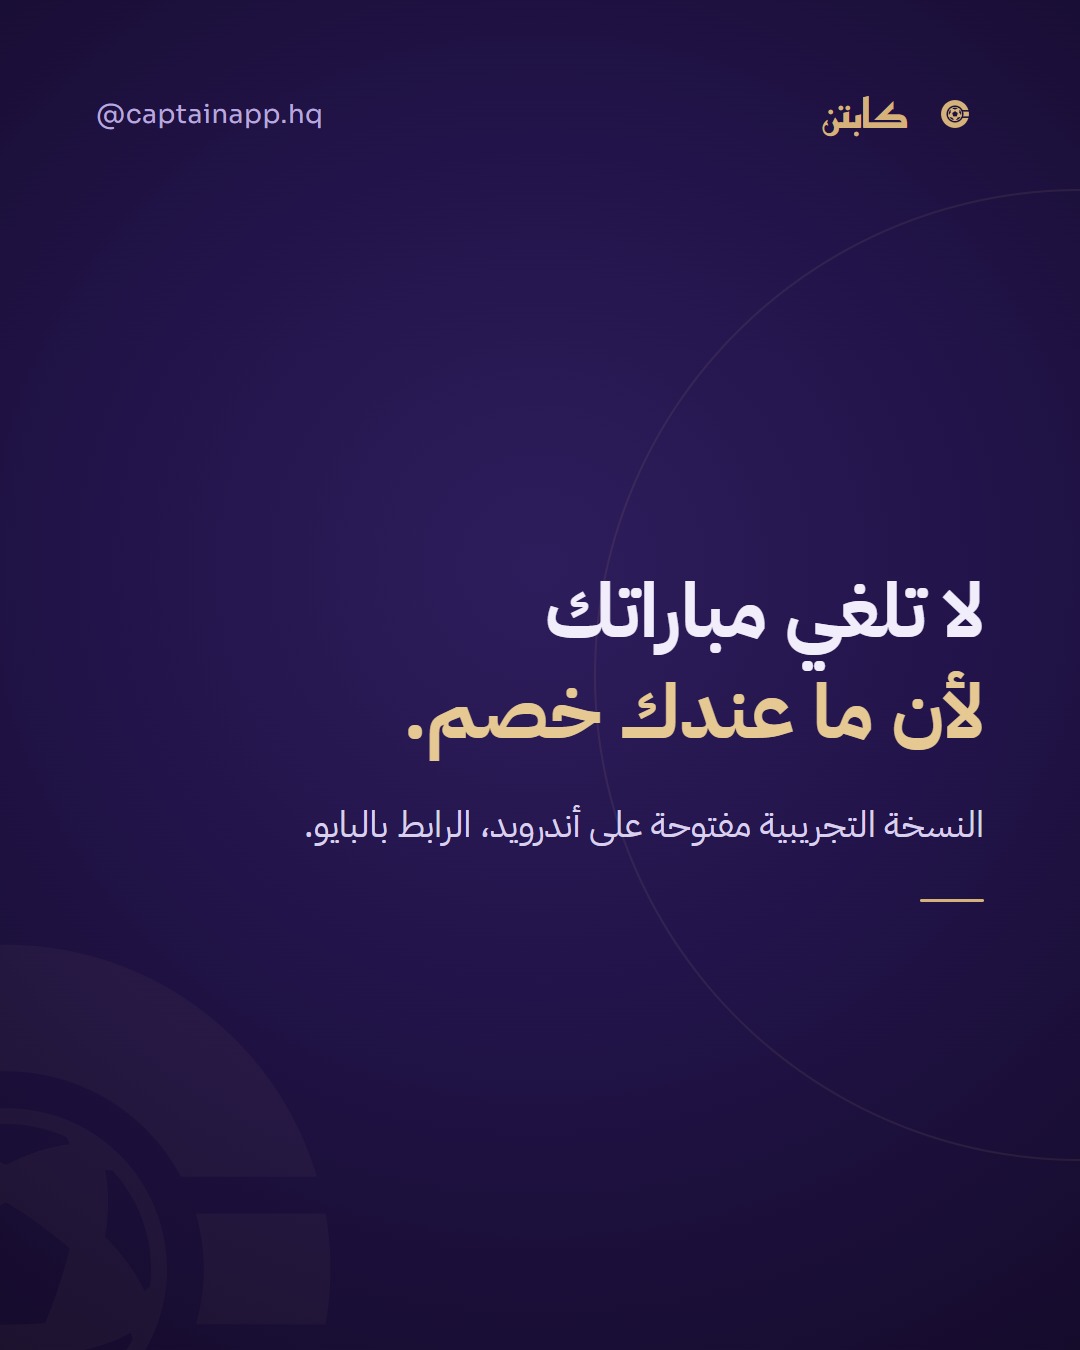 كابتن
@captainapp.hq
لا تلغي مباراتك
لأن ما عندك خصم.
النسخة التجريبية مفتوحة على أندرويد، الرابط بالبايو.